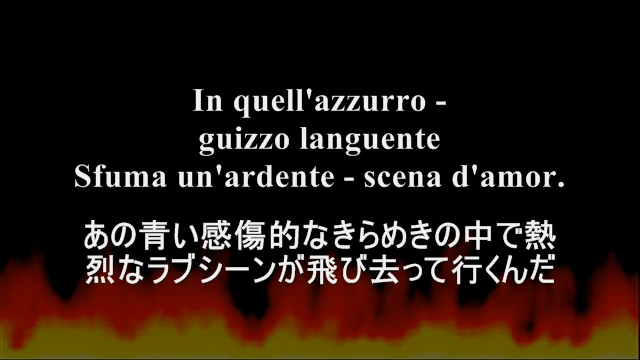 In quell'azzurro -
guizzo languente
Sfuma un'ardente - scena d'amor.
あの青い感傷的なきらめきの中で熱
烈なラブシーンが飛び去って行くんだ